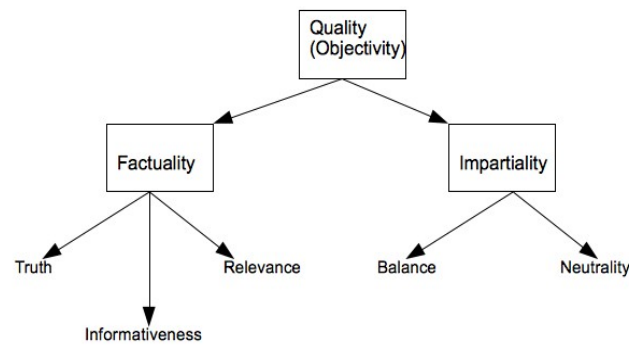 Quality
(Objectivity)
Factuality
Impartiality
Truth
Relevance
Balance
Neutrality
Informativeness